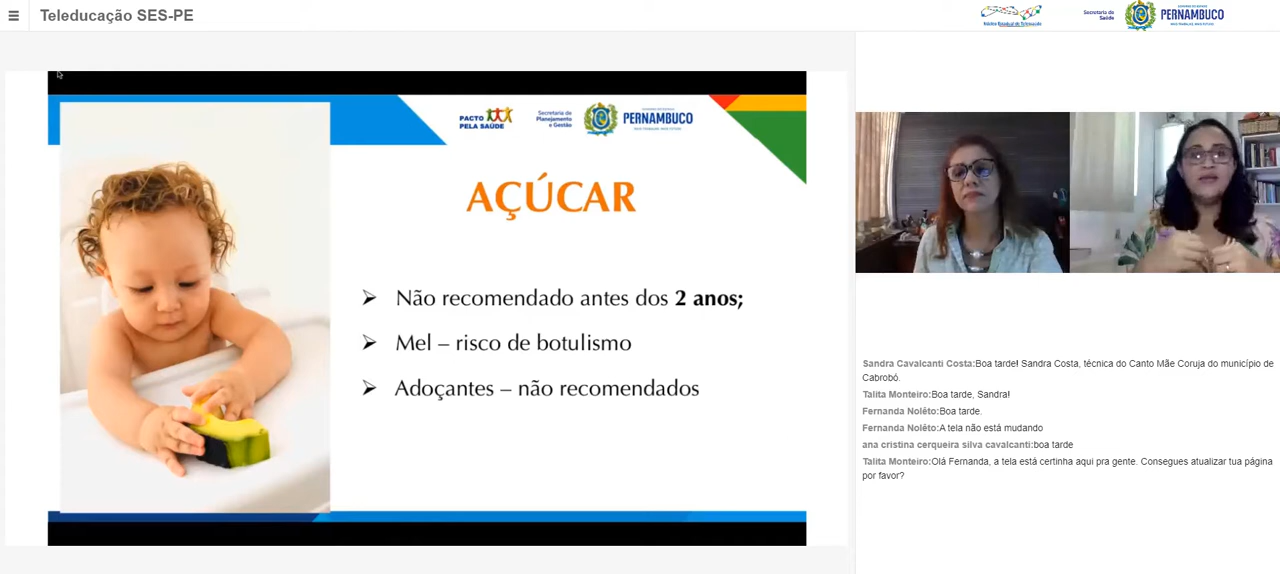 Teleducação SES-PE
Secretaria de
Saúde
PERNAMBUCO
PACTO
PELA SAÚDE
Secretaria de
Planejamento
e Gestão
PERNAMBUCO
AÇÚCAR
Não recomendado antes dos 2 anos;
Mel – risco de botulismo
Adoçantes – não recomendados
Sandra Cavalcanti Costa:Boa tarde! Sandra Costa, técnica do Canto Mãe Coruja do município de
Cabrobó.
Talita Monteiro:Boa tarde, Sandra!
Fernanda Nolêto:Boa tarde.
Fernanda Nolêto:A tela não está mudando
ana cristina cerqueira silva cavalcanti:boa tarde
Talita Monteiro:Olá Fernanda, a tela está certinha aqui pra gente. Consegues atualizar tua página
por favor?